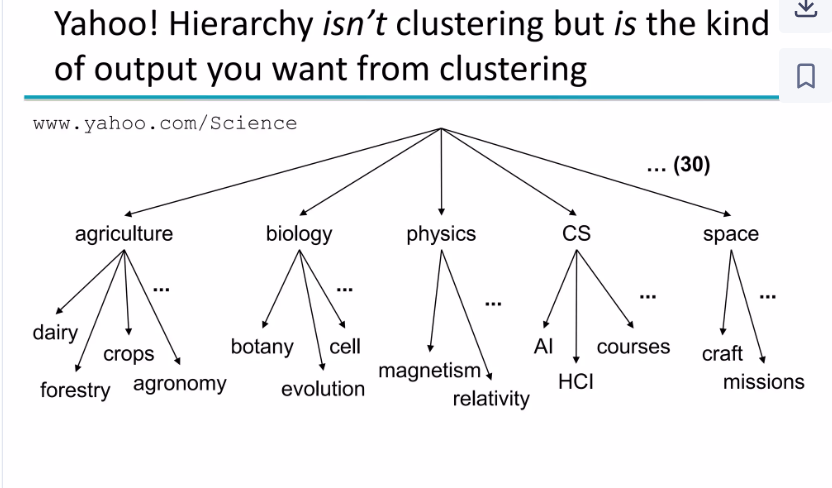 Yahoo! Hierarchy isn't clustering but is the kind
of output you want from clustering
www.yahoo.com/Science
... (30)
agriculture
biology
physics
CS
space
...
...
...
...
...
dairy
crops
forestry
agronomy
botany
cell
evolution
magnetism
relativity
AI
courses
HCI
craft
missions